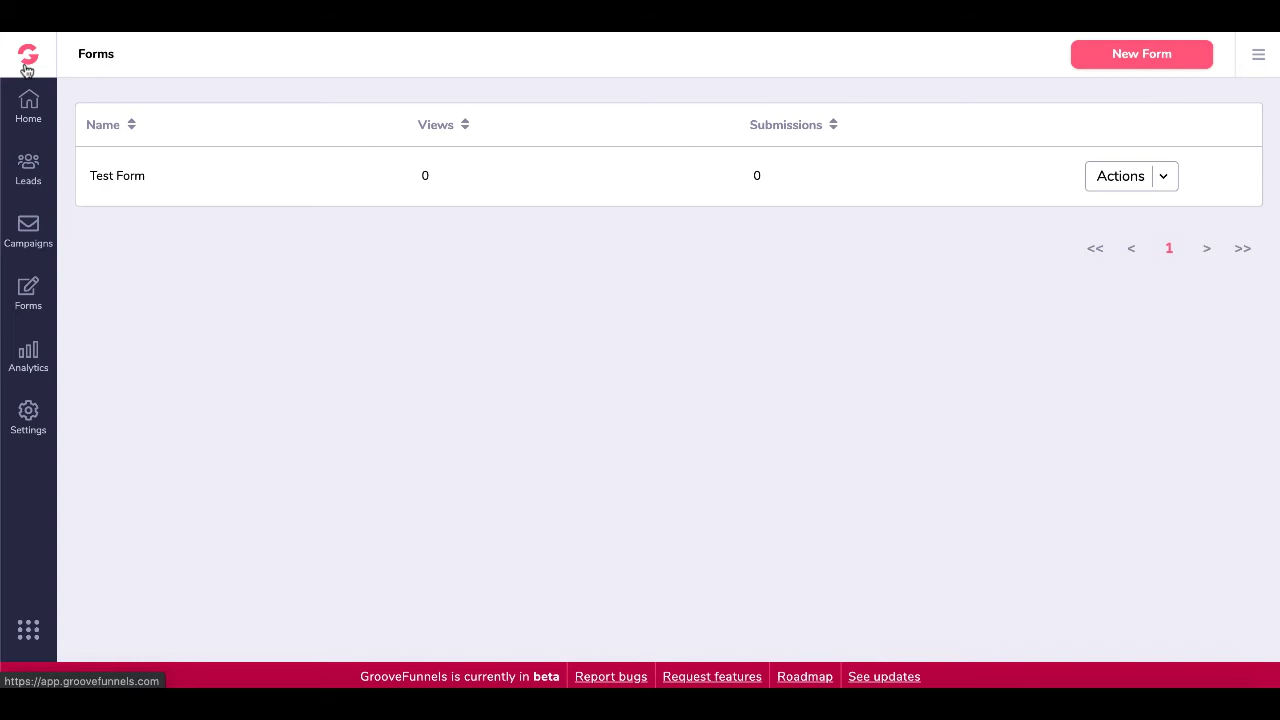 Forms
New Form
Home
Leads
Campaigns
Forms
Analytics
Settings
Name
Views
Submissions
Test Form
0
0
Actions
<< < 1 > >>
GrooveFunnels is currently in beta
Report bugs
Request features
Roadmap
See updates
https://app.groovefunnels.com